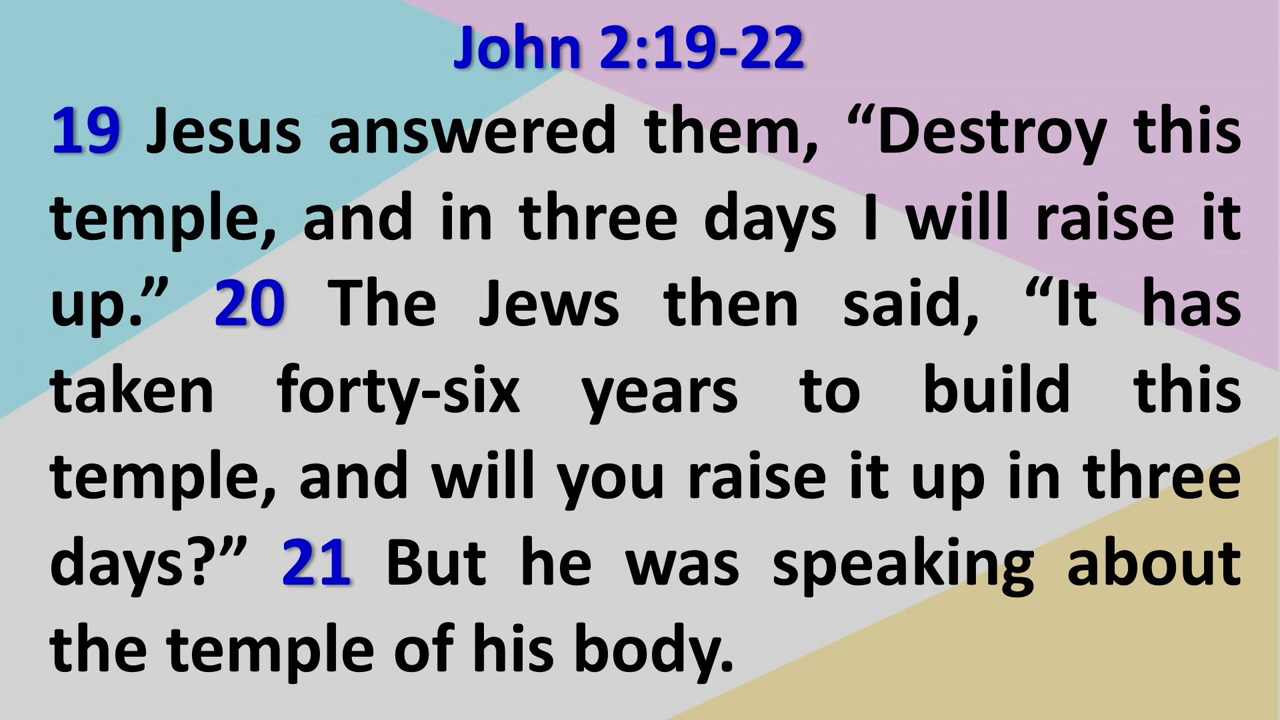 John 2:19-22
19 Jesus answered them, “Destroy this
temple, and in three days I will raise it
up.” 20 The Jews then said, “It has
taken forty-six years to build this
temple, and will you raise it up in three
days?” 21 But he was speaking about
the temple of his body.